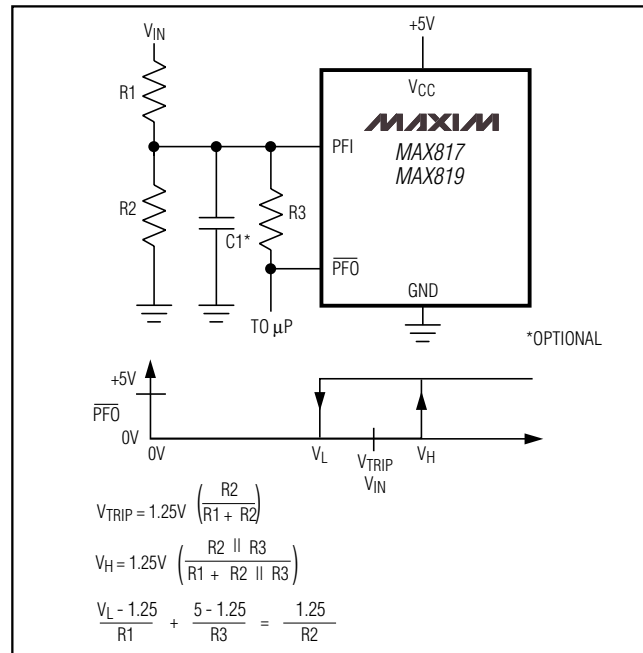 V_IN
+5V
R1
V_CC
MAXIM
PFI
MAX817
MAX819
R2
R3
C1*
P̅F̅O̅
GND
TO µP
*OPTIONAL
+5V
P̅F̅O̅
0V
0V
V_L
V_TRIP
V_H
V_IN
V_TRIP = 1.25V (R2 / (R1 + R2))
V_H = 1.25V (R2 || R3 / (R1 + R2 || R3))
(V_L - 1.25) / R1 + (5 - 1.25) / R3 = 1.25 / R2